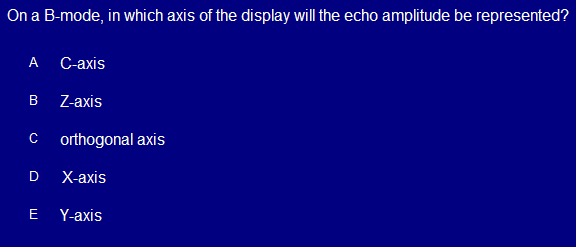 On a B-mode, in which axis of the display will the echo amplitude be represented?
A C-axis
B Z-axis
C orthogonal axis
D X-axis
E Y-axis